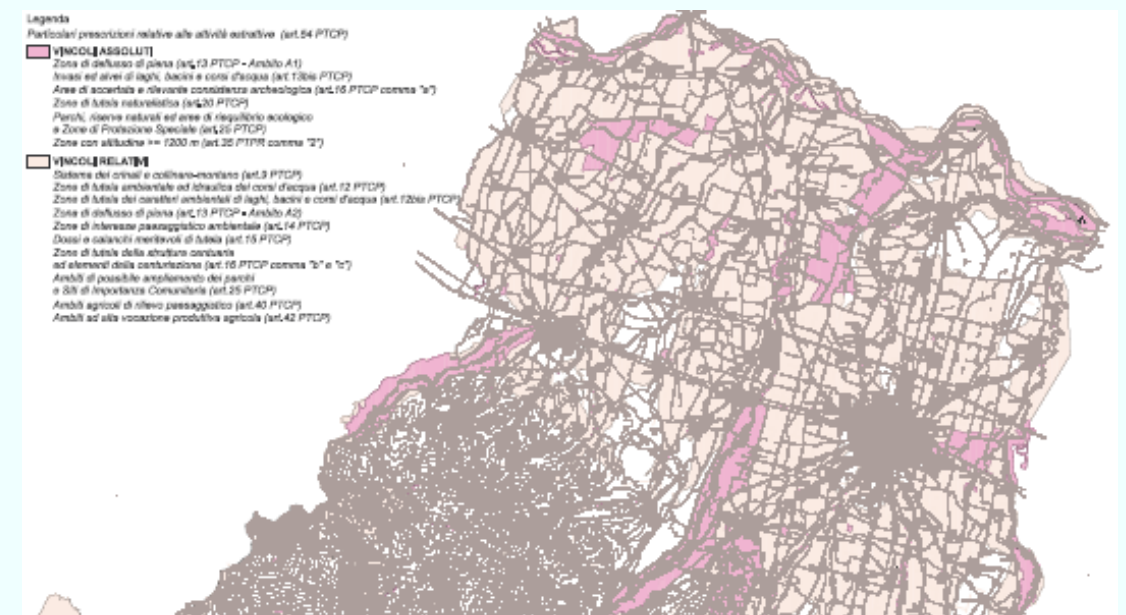 Legenda
Particolari prescrizioni relative alle attività estrattive (art.54 PTCP)
VINCOLI ASSOLUTI
Zona di deflusso di piena (art.13 PTCP - Ambito A1)
Invasi ed alvei di laghi, bacini e corsi d'acqua (art.13bis PTCP)
Aree di accertata e rilevante consistenza archeologica (art.16 PTCP comma "a")
Zone di tutela naturalistica (art.20 PTCP)
Parchi, riserve naturali ed aree di riequilibrio ecologico
e Zone di Protezione Speciale (art.25 PTCP)
Zone con altitudine >= 1200 m (art.35 PTPR comma "2")
VINCOLI RELATIVI
Sistema dei crinali e collinare-montano (art.9 PTCP)
Zone di tutela ambientale ed idraulica dei corsi d'acqua (art.12 PTCP)
Zone di tutela dei caratteri ambientali di laghi, bacini e corsi d'acqua (art.12bis PTCP)
Zona di deflusso di piena (art.13 PTCP - Ambito A2)
Zone di interesse paesaggistico ambientale (art.14 PTCP)
Dossi e calanchi meritevoli di tutela (art.15 PTCP)
Zone di tutela della struttura centuriata
ed elementi della centuriazione (art.16 PTCP comma "b" e "c")
Ambiti di possibile ampliamento dei parchi
e Siti di Importanza Comunitaria (art.25 PTCP)
Ambiti agricoli di rilievo paesaggistico (art.40 PTCP)
Ambiti ad alta vocazione produttiva agricola (art.42 PTCP)